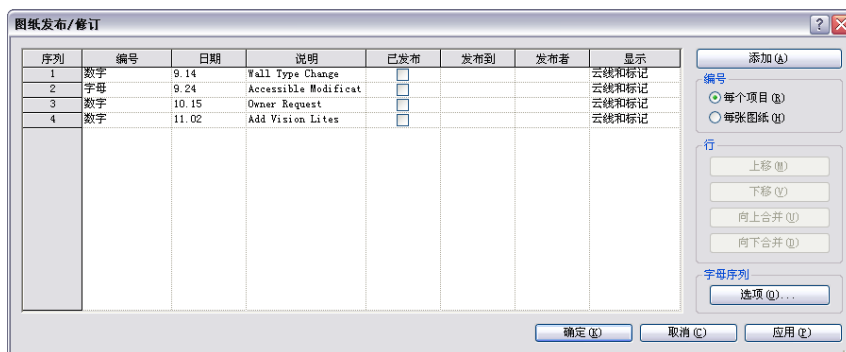 图纸发布/修订
序列 编号 日期 说明 已发布 发布到 发布者 显示
1 数字 9.14 Wall Type Change 云线和标记
2 字母 9.24 Accessible Modificat 云线和标记
3 数字 10.15 Owner Request 云线和标记
4 数字 11.02 Add Vision Lites 云线和标记
添加(A)
编号
每个项目(R)
每张图纸(H)
行
上移(M)
下移(V)
向上合并(U)
向下合并(D)
字母序列
选项(O)...
确定(K) 取消(C) 应用(P)